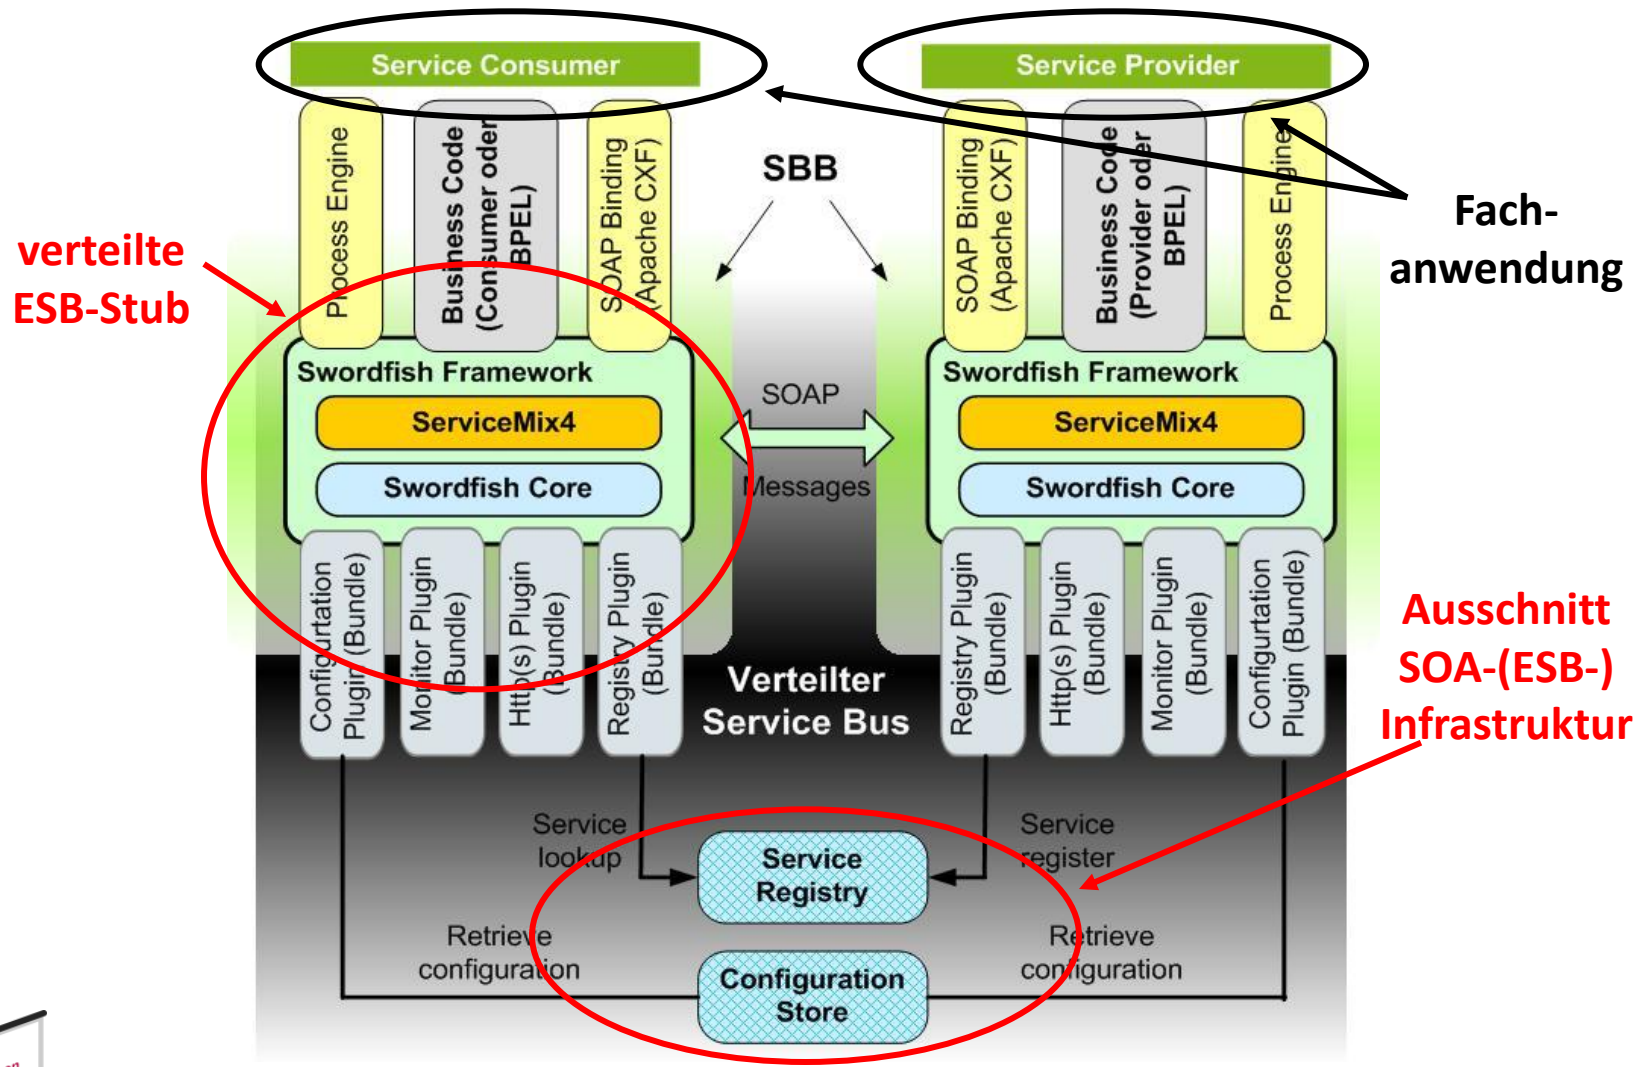 Service Consumer
Service Provider
Process Engine
Business Code
(Consumer oder
BPEL)
SOAP Binding
(Apache CXF)
SBB
SOAP Binding
(Apache CXF)
Business Code
(Provider oder
BPEL)
Process Engine
Fach-
anwendung
verteilte
ESB-Stub
Swordfish Framework
ServiceMix4
Swordfish Core
SOAP
Messages
Swordfish Framework
ServiceMix4
Swordfish Core
Configurtation
Plugin (Bundle)
Monitor Plugin
(Bundle)
Http(s) Plugin
(Bundle)
Registry Plugin
(Bundle)
Verteilter
Service Bus
Registry Plugin
(Bundle)
Http(s) Plugin
(Bundle)
Monitor Plugin
(Bundle)
Configurtation
Plugin (Bundle)
Ausschnitt
SOA-(ESB-)
Infrastruktur
Service
lookup
Service
Registry
Service
register
Retrieve
configuration
Configuration
Store
Retrieve
configuration